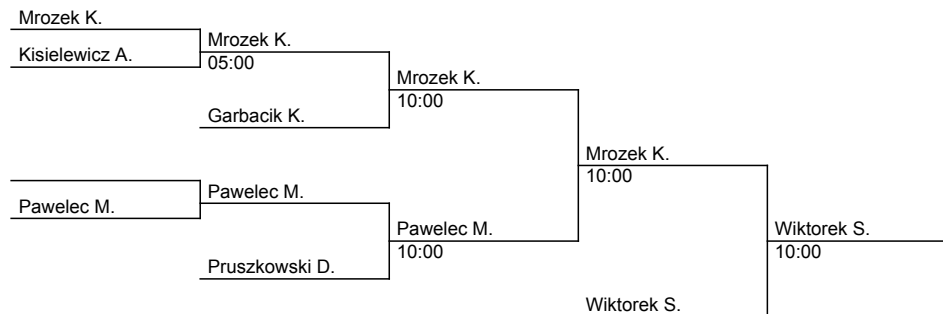 Mrozek K.
Kisielewicz A.
Mrozek K.
05:00
Garbacik K.
Mrozek K.
10:00
Pawelec M.
Pawelec M.
Pruszkowski D.
Pawelec M.
10:00
Mrozek K.
10:00
Wiktorek S.
Wiktorek S.
10:00